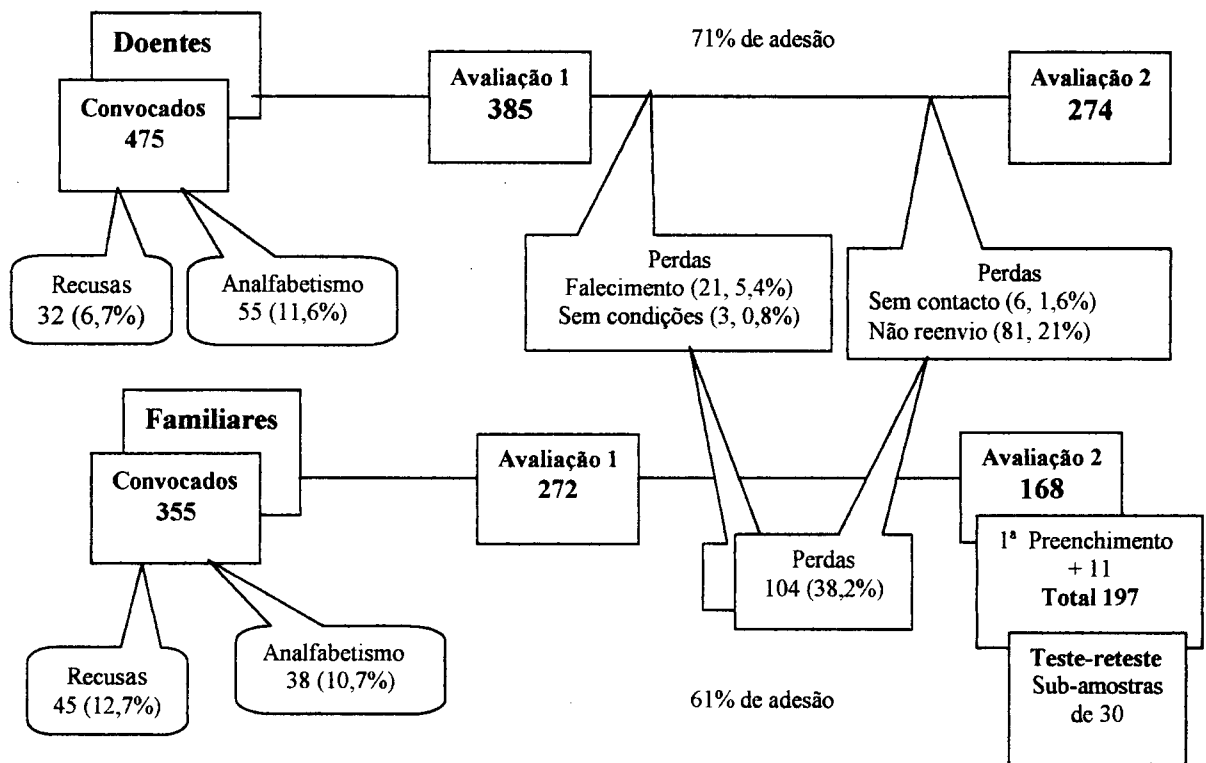 Doentes
Convocados
475
Recusas
32 (6,7%)
Analfabetismo
55 (11,6%)
Avaliação 1
385
71% de adesão
Avaliação 2
274
Perdas
Falecimento (21, 5,4%)
Sem condições (3, 0,8%)
Perdas
Sem contacto (6, 1,6%)
Não reenvio (81, 21%)
Familiares
Convocados
355
Recusas
45 (12,7%)
Analfabetismo
38 (10,7%)
Avaliação 1
272
Perdas
104 (38,2%)
61% de adesão
Avaliação 2
168
1ª Preenchimento
+ 11
Total 197
Teste-reteste
Sub-amostras
de 30